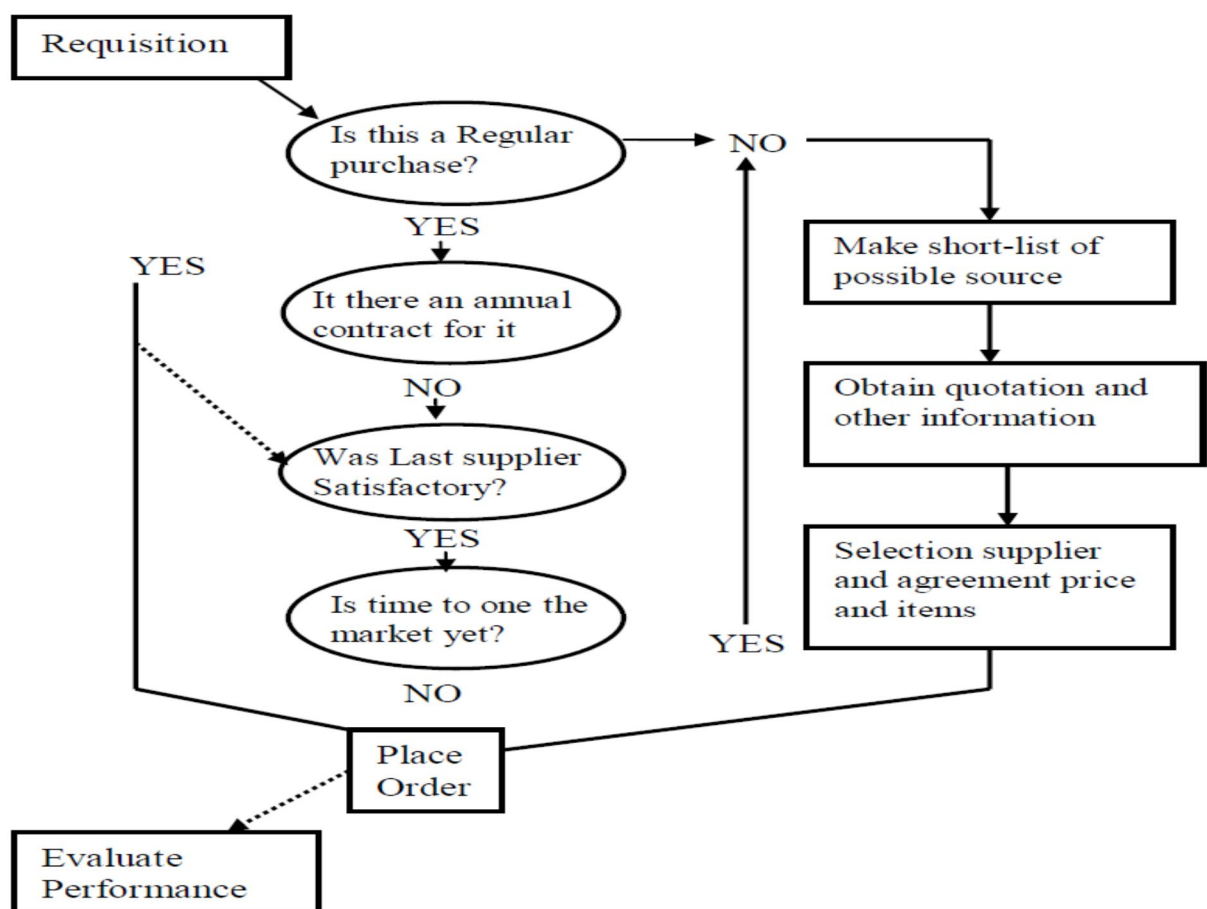 Requisition
Is this a Regular
purchase?
NO
YES
Make short-list of
possible source
YES
It there an annual
contract for it
NO
Obtain quotation and
other information
Was Last supplier
Satisfactory?
YES
Selection supplier
and agreement price
and items
Is time to one the
market yet?
YES
NO
Place
Order
Evaluate
Performance